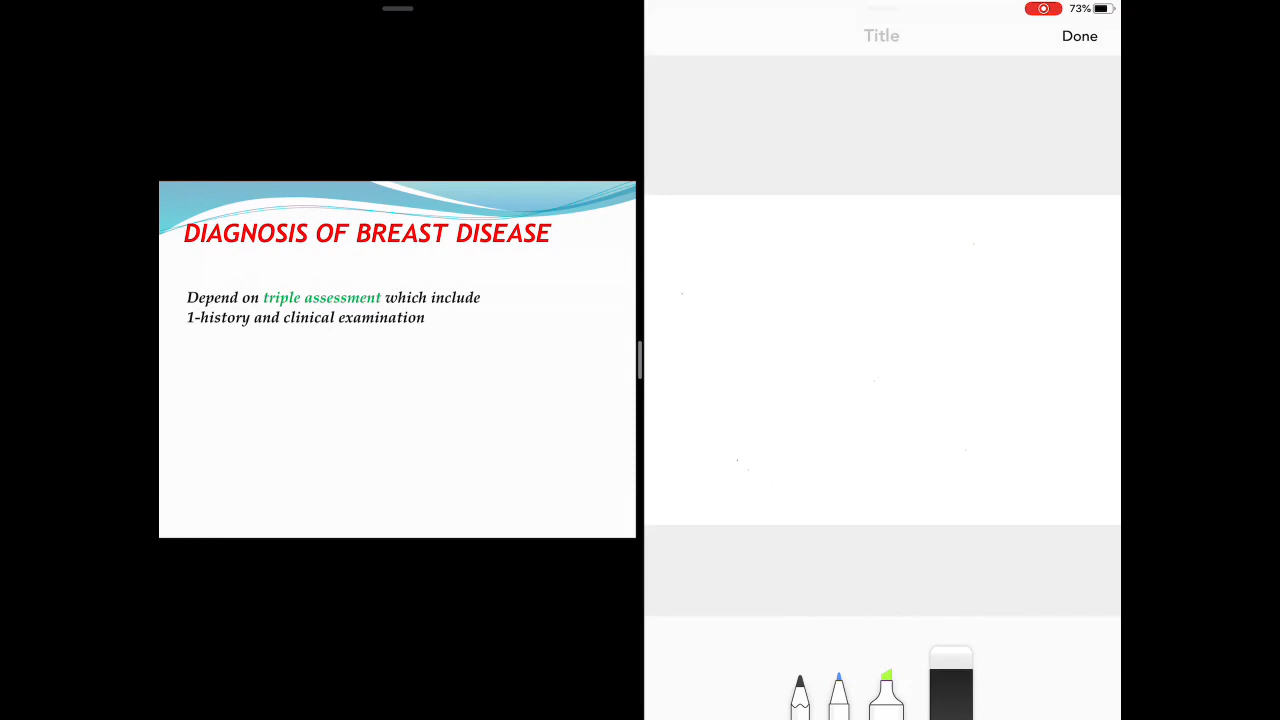 73%
Title
Done
DIAGNOSIS OF BREAST DISEASE
Depend on triple assessment which include
1-history and clinical examination